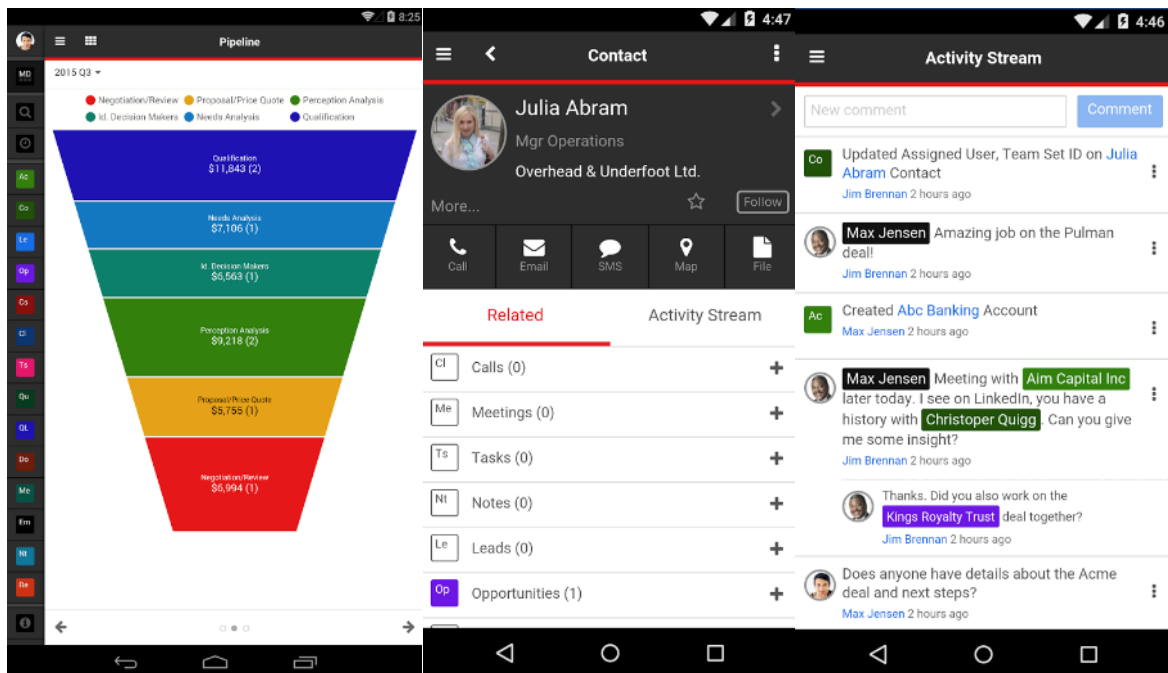 8:25
Pipeline
MD
2015 Q3
Negotiation/Review Proposal/Price Quote Perception Analysis
Id. Decision Makers Needs Analysis Qualification
Ac
Co
Le
Op
Cs
Cl
Ts
Qu
QL
Do
Me
Em
Nt
Re
Qualification
$11,843 (2)
Needs Analysis
$7,106 (1)
Id. Decision Makers
$6,563 (1)
Perception Analysis
$9,218 (2)
Proposal/Price Quote
$5,755 (1)
Negotiation/Review
$6,994 (1)
4:47
Contact
Julia Abram
Mgr Operations
Overhead & Underfoot Ltd.
More...
Follow
Call Email SMS Map File
Related Activity Stream
Cl Calls (0)
Me Meetings (0)
Ts Tasks (0)
Nt Notes (0)
Le Leads (0)
Op Opportunities (1)
4:46
Activity Stream
New comment Comment
Co Updated Assigned User, Team Set ID on Julia
Abram Contact
Jim Brennan 2 hours ago
Max Jensen Amazing job on the Pulman
deal!
Jim Brennan 2 hours ago
Ac Created Abc Banking Account
Max Jensen 2 hours ago
Max Jensen Meeting with Aim Capital Inc
later today. I see on LinkedIn, you have a
history with Christoper Quigg. Can you give
me some insight?
Jim Brennan 2 hours ago
Thanks. Did you also work on the
Kings Royalty Trust deal together?
Jim Brennan 2 hours ago
Does anyone have details about the Acme
deal and next steps?
Max Jensen 2 hours ago